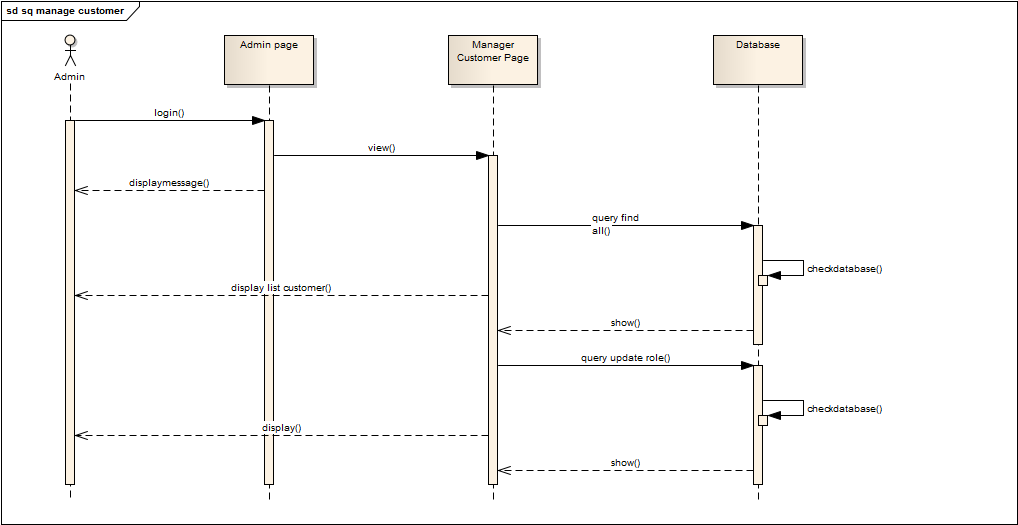 sd sq manage customer
Admin page
Manager
Customer Page
Database
Admin
login()
view()
displaymessage()
query find
all()
checkdatabase()
display list customer()
show()
query update role()
checkdatabase()
display()
show()